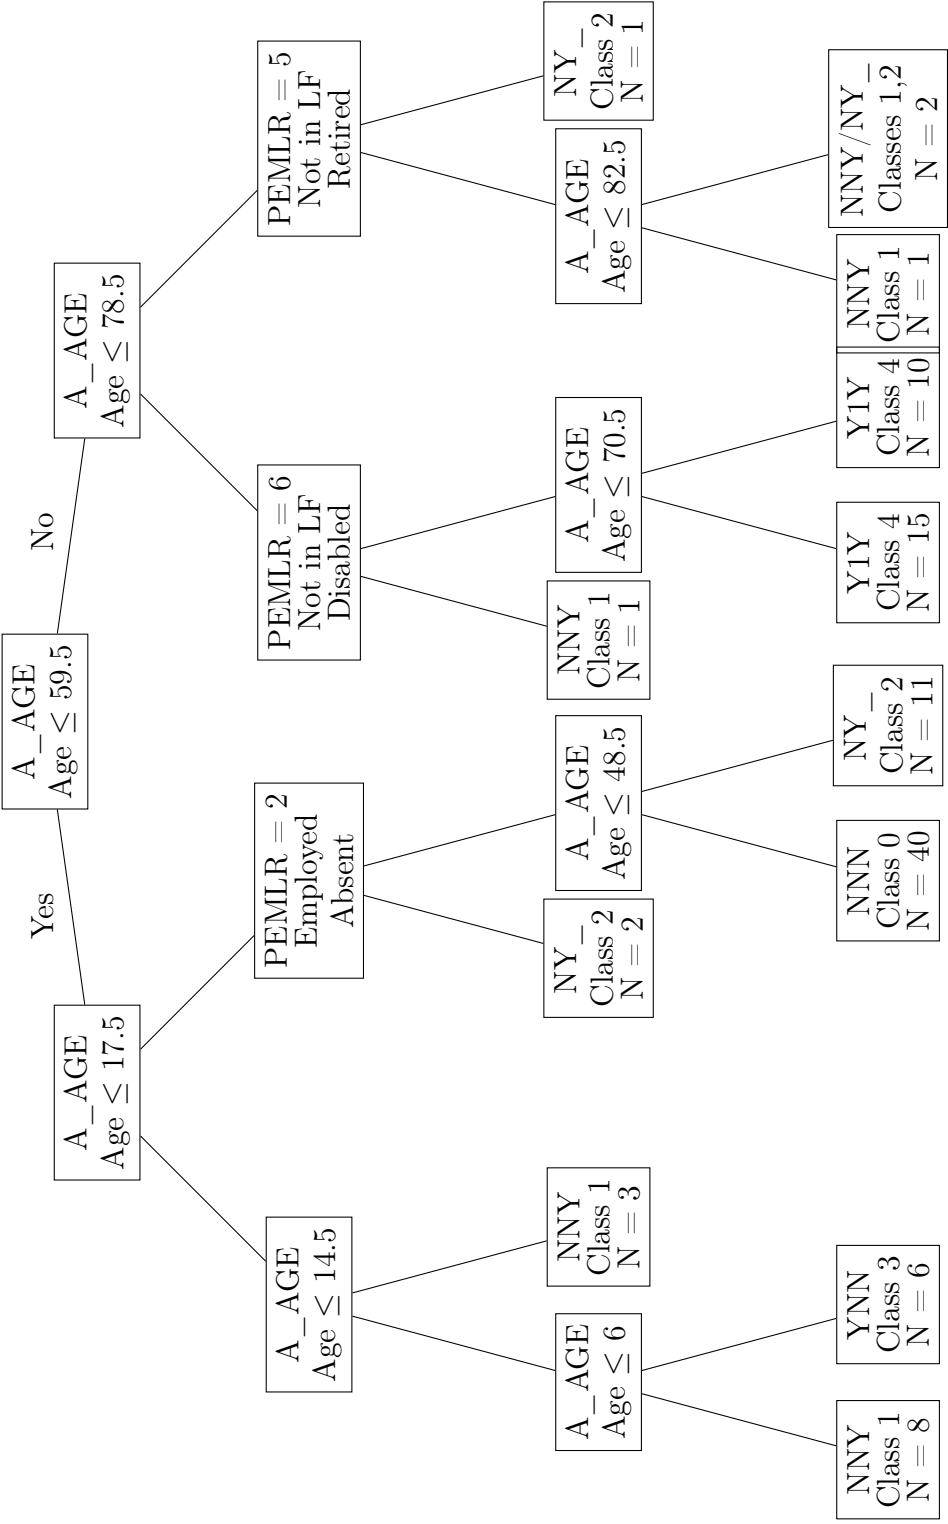 A_AGE
Age ≤ 59.5
Yes
No
A_AGE
Age ≤ 17.5
A_AGE
Age ≤ 78.5
A_AGE
Age ≤ 14.5
PEMLR = 2
Employed
Absent
PEMLR = 6
Not in LF
Disabled
PEMLR = 5
Not in LF
Retired
A_AGE
Age ≤ 6
NNY
Class 1
N = 3
NY_
Class 2
N = 2
A_AGE
Age ≤ 48.5
NNY
Class 1
N = 1
A_AGE
Age ≤ 70.5
A_AGE
Age ≤ 82.5
NY_
Class 2
N = 1
NNY
Class 1
N = 8
YNN
Class 3
N = 6
NNN
Class 0
N = 40
NY_
Class 2
N = 11
Y1Y
Class 4
N = 15
Y1Y
Class 4
N = 10
NNY
Class 1
N = 1
NNY/NY_
Classes 1,2
N = 2